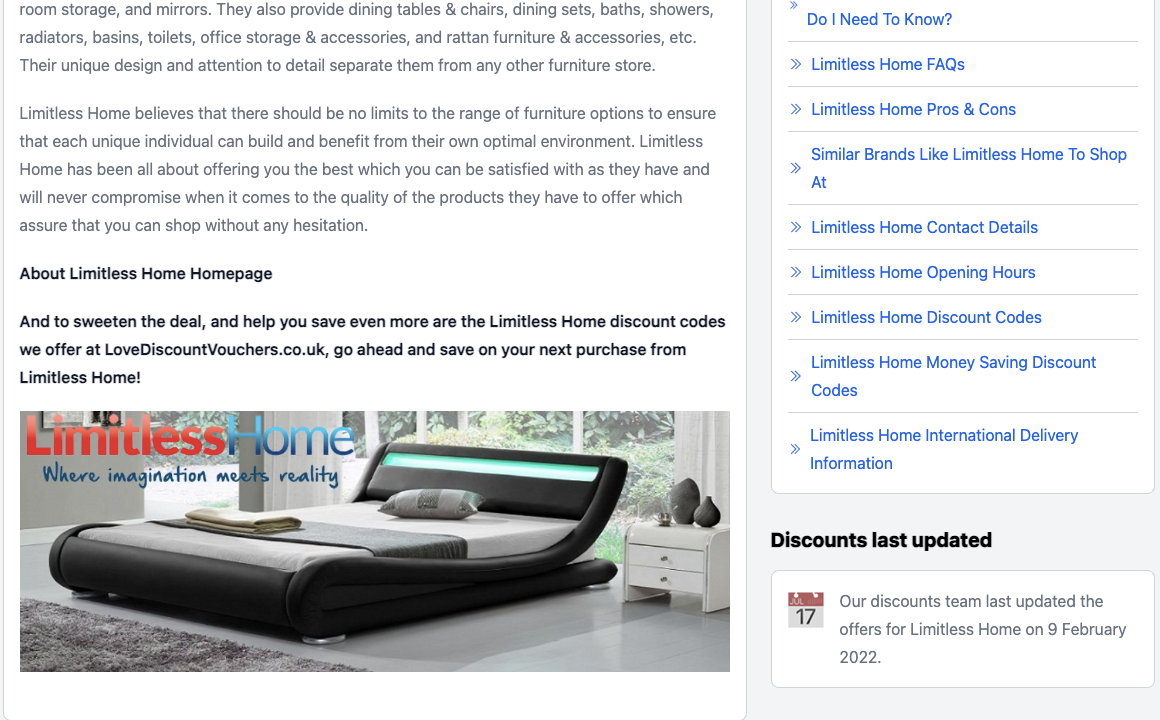 room storage, and mirrors. They also provide dining tables & chairs, dining sets, baths, showers,
radiators, basins, toilets, office storage & accessories, and rattan furniture & accessories, etc.
Their unique design and attention to detail separate them from any other furniture store.
Limitless Home believes that there should be no limits to the range of furniture options to ensure
that each unique individual can build and benefit from their own optimal environment. Limitless
Home has been all about offering you the best which you can be satisfied with as they have and
will never compromise when it comes to the quality of the products they have to offer which
assure that you can shop without any hesitation.
About Limitless Home Homepage
And to sweeten the deal, and help you save even more are the Limitless Home discount codes
we offer at LoveDiscountVouchers.co.uk, go ahead and save on your next purchase from
Limitless Home!
LimitlessHome
Where imagination meets reality
Do I Need To Know?
Limitless Home FAQs
Limitless Home Pros & Cons
Similar Brands Like Limitless Home To Shop
At
Limitless Home Contact Details
Limitless Home Opening Hours
Limitless Home Discount Codes
Limitless Home Money Saving Discount
Codes
Limitless Home International Delivery
Information
Discounts last updated
JUL
17
Our discounts team last updated the
offers for Limitless Home on 9 February
2022.